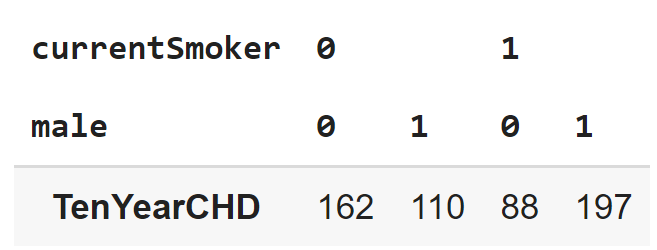 currentSmoker 0 1
male 0 1 0 1
TenYearCHD 162 110 88 197